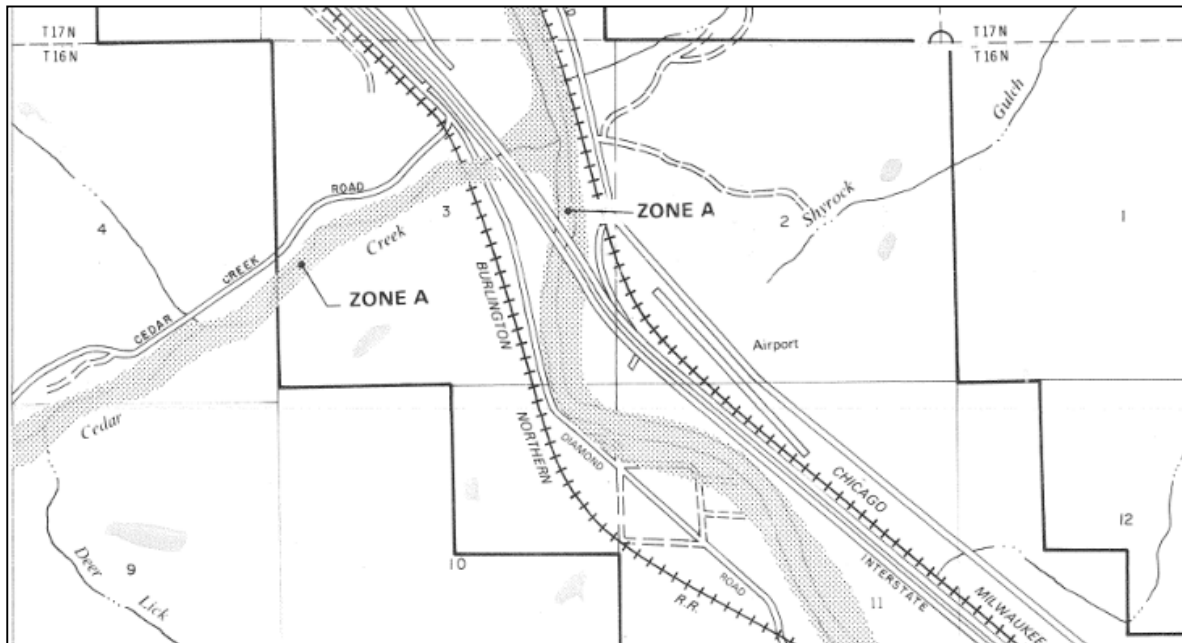 T17N
T16N
T17N
T16N
Gulch
ROAD
Shyrock
3
ZONE A
2
1
4
Creek
CREEK
ZONE A
BURLINGTON
CEDAR
Airport
Cedar
NORTHERN
DIAMOND
CHICAGO
12
Deer
9
10
Lick
INTERSTATE
ROAD
R.R.
11
MILWAUKEE